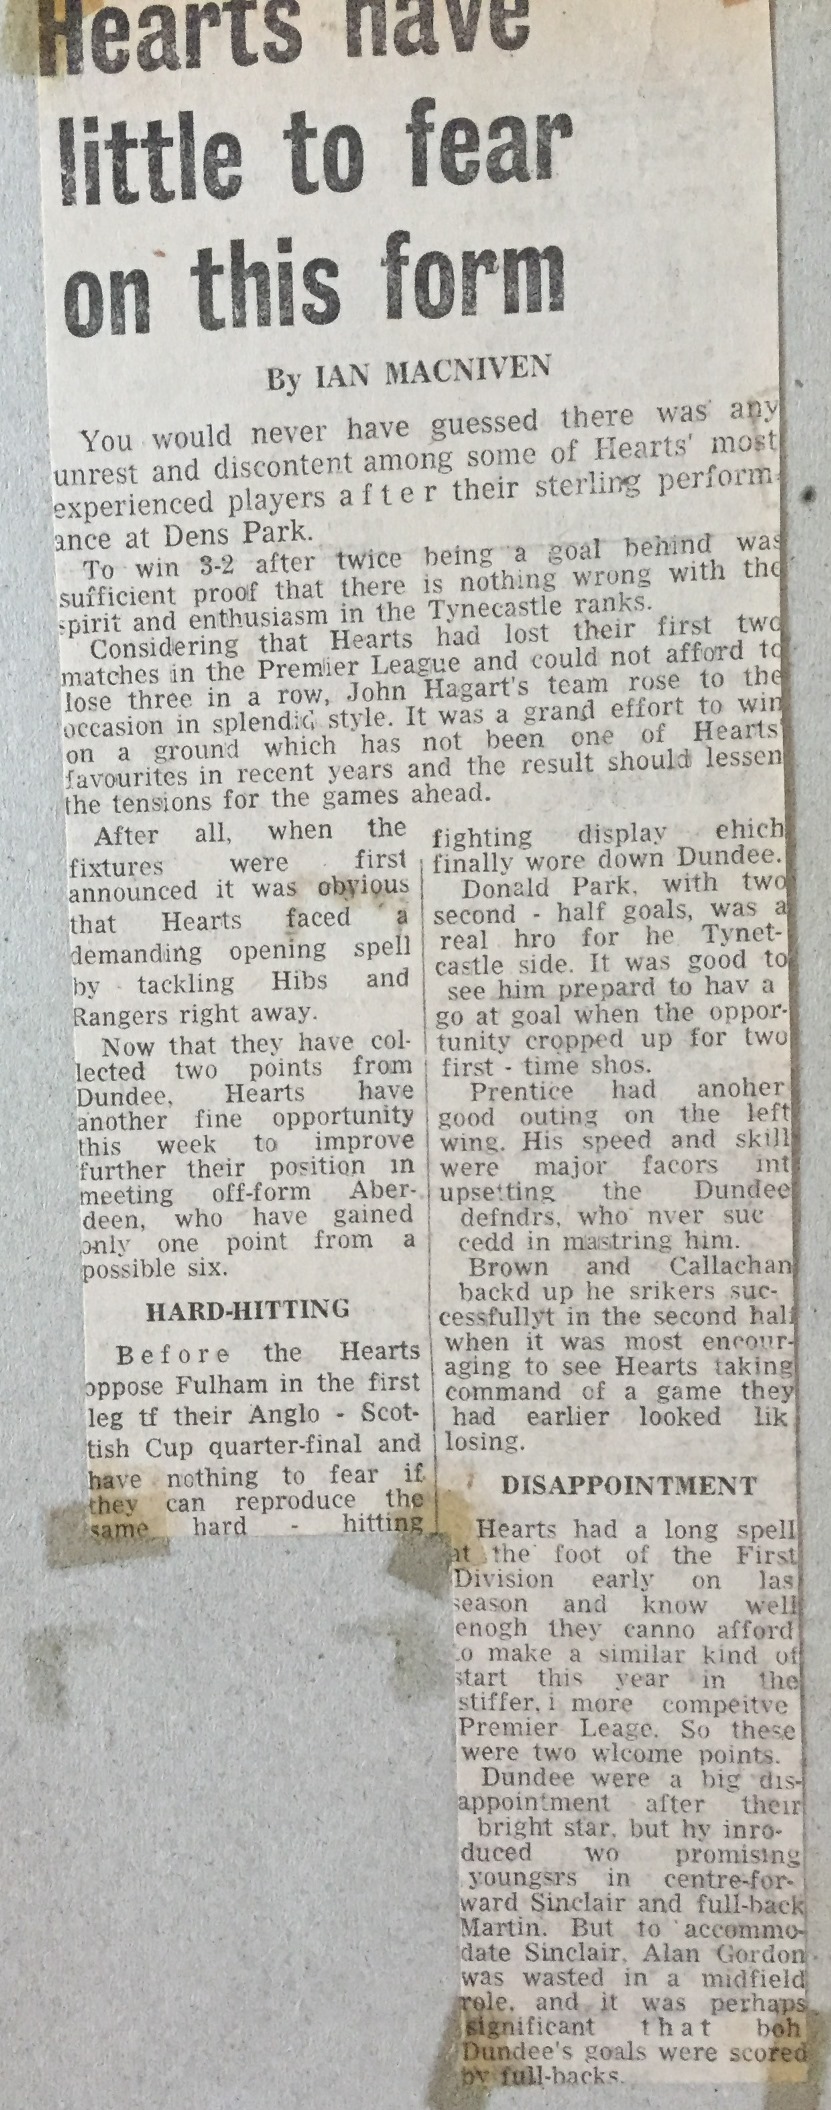 Hearts have
little to fear
on this form
By IAN MACNIVEN
You would never have guessed there was any
unrest and discontent among some of Hearts' most
experienced players after their sterling perform-
ance at Dens Park.
To win 3-2 after twice being a goal behind was
sufficient proof that there is nothing wrong with the
spirit and enthusiasm in the Tynecastle ranks.
Considering that Hearts had lost their first two
matches in the Premier League and could not afford to
lose three in a row, John Hagart's team rose to the
occasion in splendid style. It was a grand effort to win
on a ground which has not been one of Hearts'
favourites in recent years and the result should lessen
the tensions for the games ahead.
After all, when the
fixtures were first
announced it was obvious
that Hearts faced a
demanding opening spell
by tackling Hibs and
Rangers right away.
Now that they have col-
lected two points from
Dundee, Hearts have
another fine opportunity
this week to improve
further their position in
meeting off-form Aber-
deen, who have gained
only one point from a
possible six.
HARD-HITTING
Before the Hearts
oppose Fulham in the first
leg tf their Anglo - Scot-
tish Cup quarter-final and
have nothing to fear if
they can reproduce the
same hard - hitting
fighting display ehich
finally wore down Dundee.
Donald Park, with two
second - half goals, was a
real hro for he Tynet-
castle side. It was good to
see him prepard to hav a
go at goal when the oppor-
tunity cropped up for two
first - time shos.
Prentice had anoher
good outing on the left
wing. His speed and skill
were major facors int
upsetting the Dundee
defndrs, who nver suc
cedd in mastring him.
Brown and Callachan
backd up he srikers suc-
cessfullyt in the second half
when it was most encour-
aging to see Hearts taking
command of a game they
had earlier looked lik
losing.
DISAPPOINTMENT
Hearts had a long spell
at the foot of the First
Division early on las
season and know well
enogh they canno afford
to make a similar kind of
start this year in the
stiffer, i more compeitve
Premier Leage. So these
were two wlcome points.
Dundee were a big dis-
appointment after their
bright star, but hy inro-
duced wo promising
youngsrs in centre-for-
ward Sinclair and full-back
Martin. But to accommo-
date Sinclair, Alan Gordon
was wasted in a midfield
role, and it was perhaps
significant that boh
Dundee's goals were scored
by full-backs.